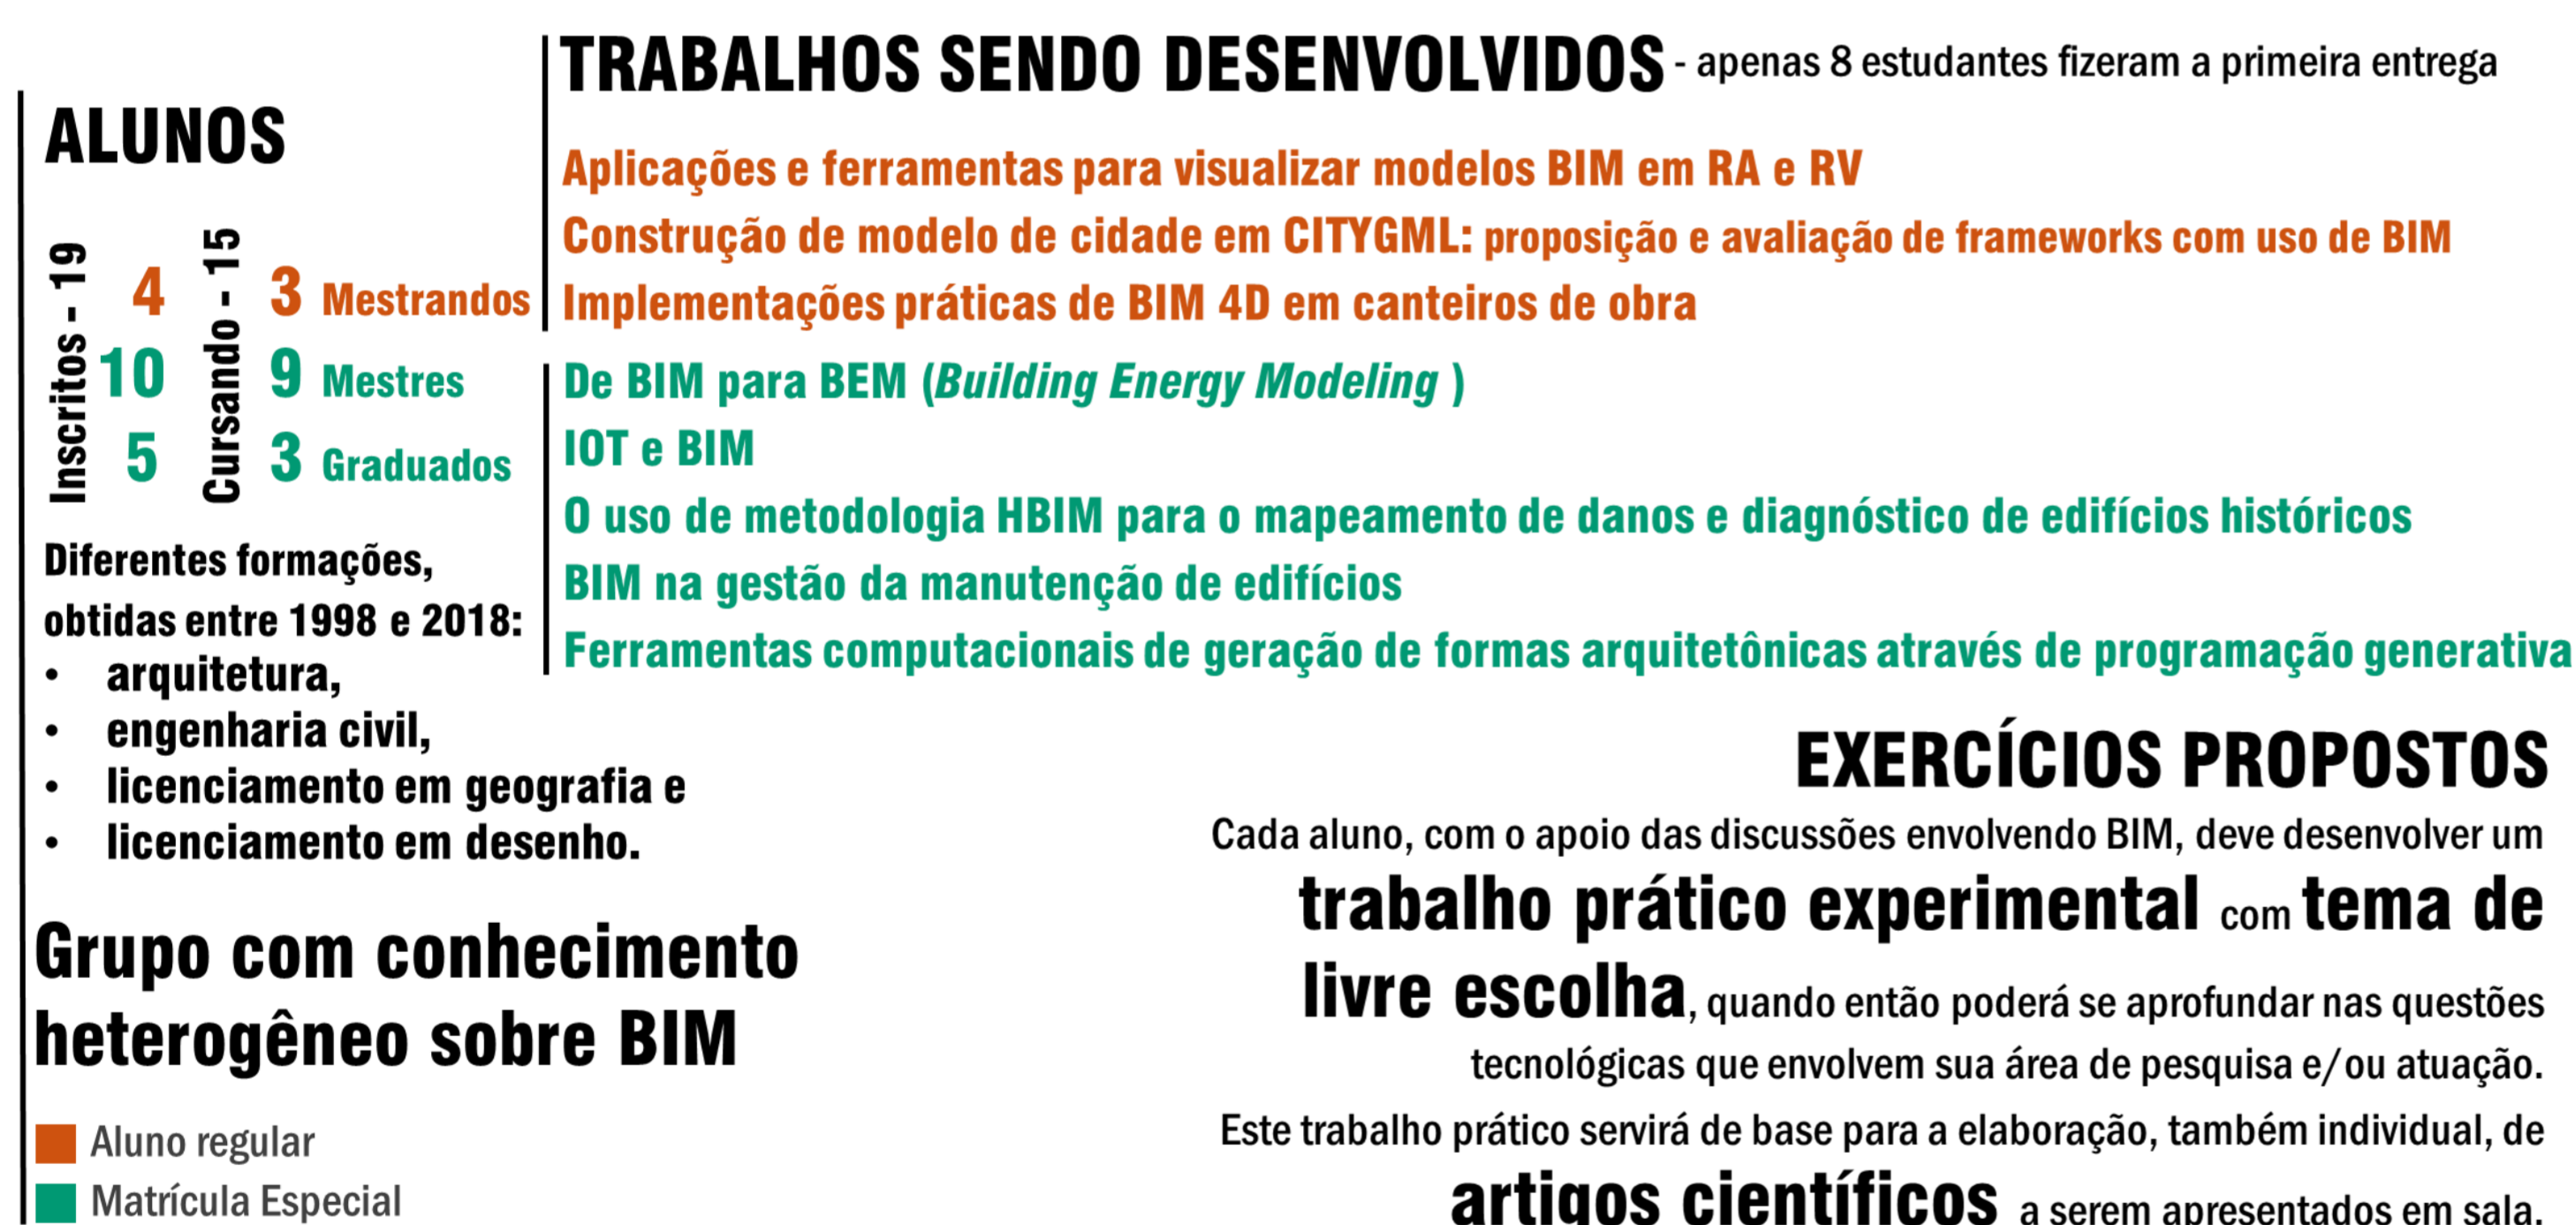 ALUNOS
Inscritos - 19
4
10
5
Cursando - 15
3 Mestrandos
9 Mestres
3 Graduados
Diferentes formações,
obtidas entre 1998 e 2018:
• arquitetura,
• engenharia civil,
• licenciamento em geografia e
• licenciamento em desenho.
Grupo com conhecimento
heterogêneo sobre BIM
Aluno regular
Matrícula Especial
TRABALHOS SENDO DESENVOLVIDOS - apenas 8 estudantes fizeram a primeira entrega
Aplicações e ferramentas para visualizar modelos BIM em RA e RV
Construção de modelo de cidade em CITYGML: proposição e avaliação de frameworks com uso de BIM
Implementações práticas de BIM 4D em canteiros de obra
De BIM para BEM (Building Energy Modeling )
IOT e BIM
O uso de metodologia HBIM para o mapeamento de danos e diagnóstico de edifícios históricos
BIM na gestão da manutenção de edifícios
Ferramentas computacionais de geração de formas arquitetônicas através de programação generativa
EXERCÍCIOS PROPOSTOS
Cada aluno, com o apoio das discussões envolvendo BIM, deve desenvolver um
trabalho prático experimental com tema de
livre escolha, quando então poderá se aprofundar nas questões
tecnológicas que envolvem sua área de pesquisa e/ou atuação.
Este trabalho prático servirá de base para a elaboração, também individual, de
artigos científicos a serem apresentados em sala.